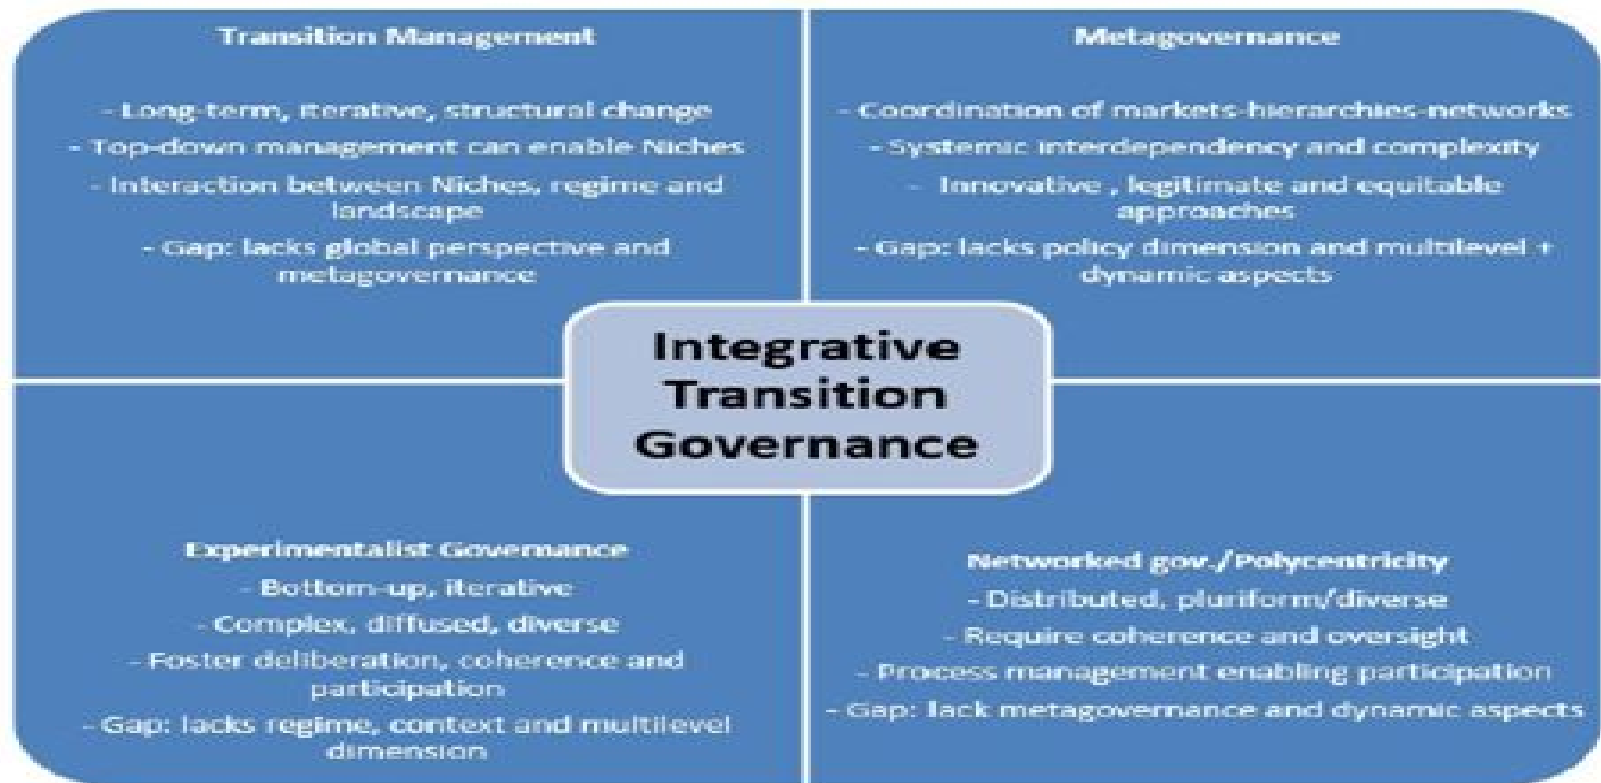 Transition Management
- Long-term, iterative, structural change
- Top-down management can enable Niches
- Interaction between Niches, regime and
landscape
- Gap: lacks global perspective and
metagovernance
Metagovernance
- Coordination of markets-hierarchies-networks
- Systemic interdependency and complexity
- Innovative , legitimate and equitable
approaches
- Gap: lacks policy dimension and multilevel +
dynamic aspects
Integrative
Transition
Governance
Experimentalist Governance
- Bottom-up, iterative
- Complex, diffused, diverse
- Foster deliberation, coherence and
participation
- Gap: lacks regime, context and multilevel
dimension
Networked gov./Polycentricity
- Distributed, pluriform/diverse
- Require coherence and oversight
- Process management enabling participation
- Gap: lack metagovernance and dynamic aspects